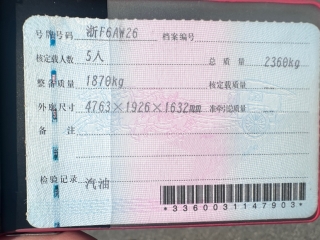 号牌号码 浙F6AW26 档案编号
核定载人数 5人 总质量 2360kg
整备质量 1870kg 核定载质量 --
外廓尺寸 4763×1926×1632mm 准牵引总质量 --
备注
检验记录 汽油
*3360031147903*